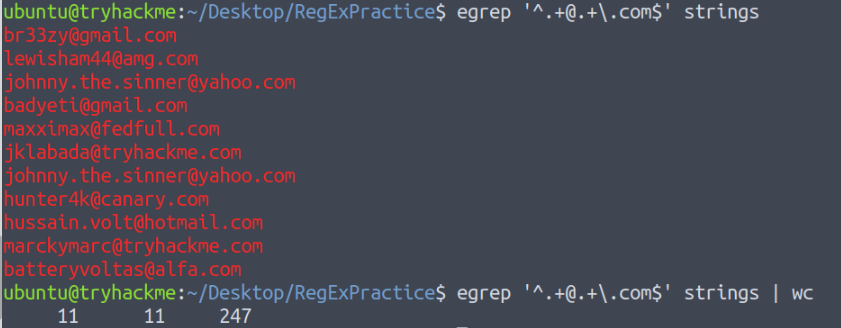 ubuntu@tryhackme:~/Desktop/RegExPractice$ egrep '^.+@.+\.com$' strings
br33zy@gmail.com
lewisham44@amg.com
johnny.the.sinner@yahoo.com
badyeti@gmail.com
maxximax@fedfull.com
jklabada@tryhackme.com
johnny.the.sinner@yahoo.com
hunter4k@canary.com
hussain.volt@hotmail.com
marckymarc@tryhackme.com
batteryvoltas@alfa.com
ubuntu@tryhackme:~/Desktop/RegExPractice$ egrep '^.+@.+\.com$' strings | wc
11 11 247